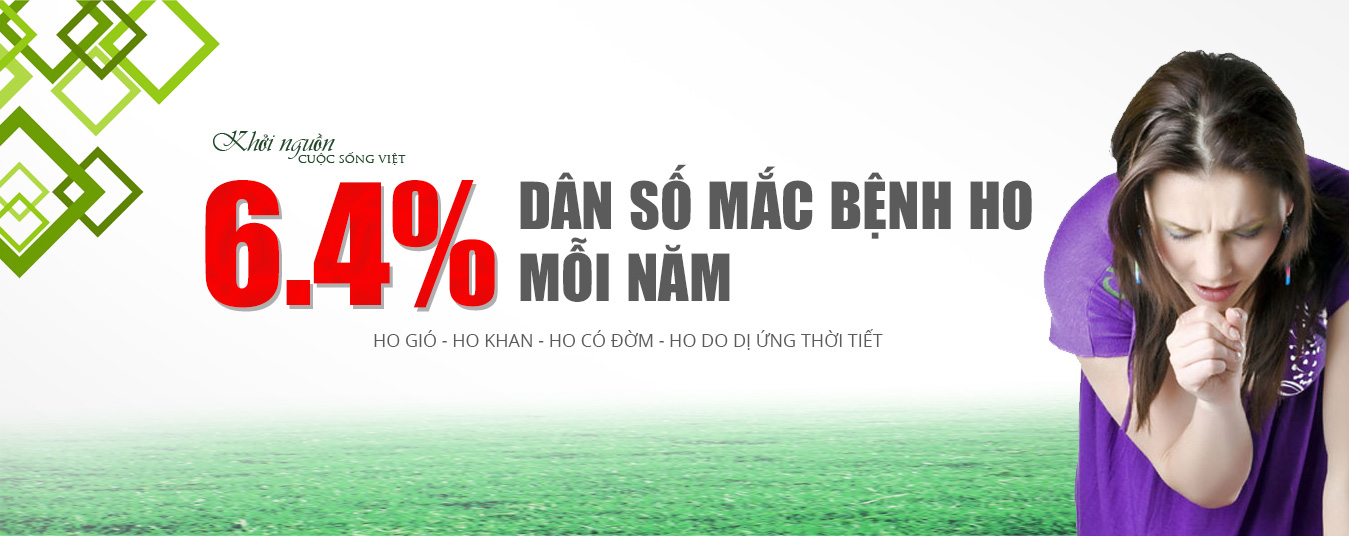 Khởi nguồn
CUỘC SỐNG VIỆT
6.4%
DÂN SỐ MẮC BỆNH HO
MỖI NĂM
HO GIÓ - HO KHAN - HO CÓ ĐỜM - HO DO DỊ ỨNG THỜI TIẾT